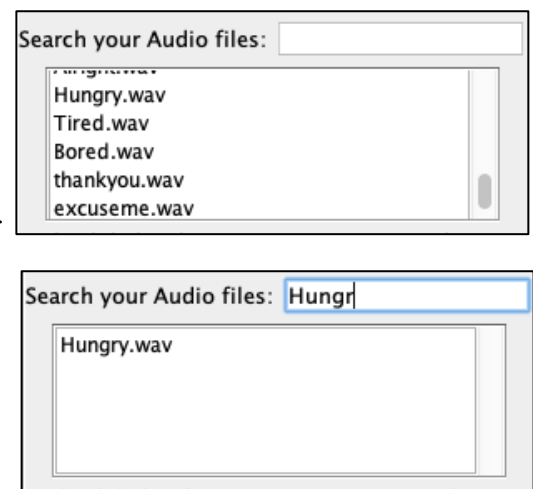 Search your Audio files:
Hungry.wav
Tired.wav
Bored.wav
thankyou.wav
excuseme.wav
Search your Audio files: Hungr
Hungry.wav